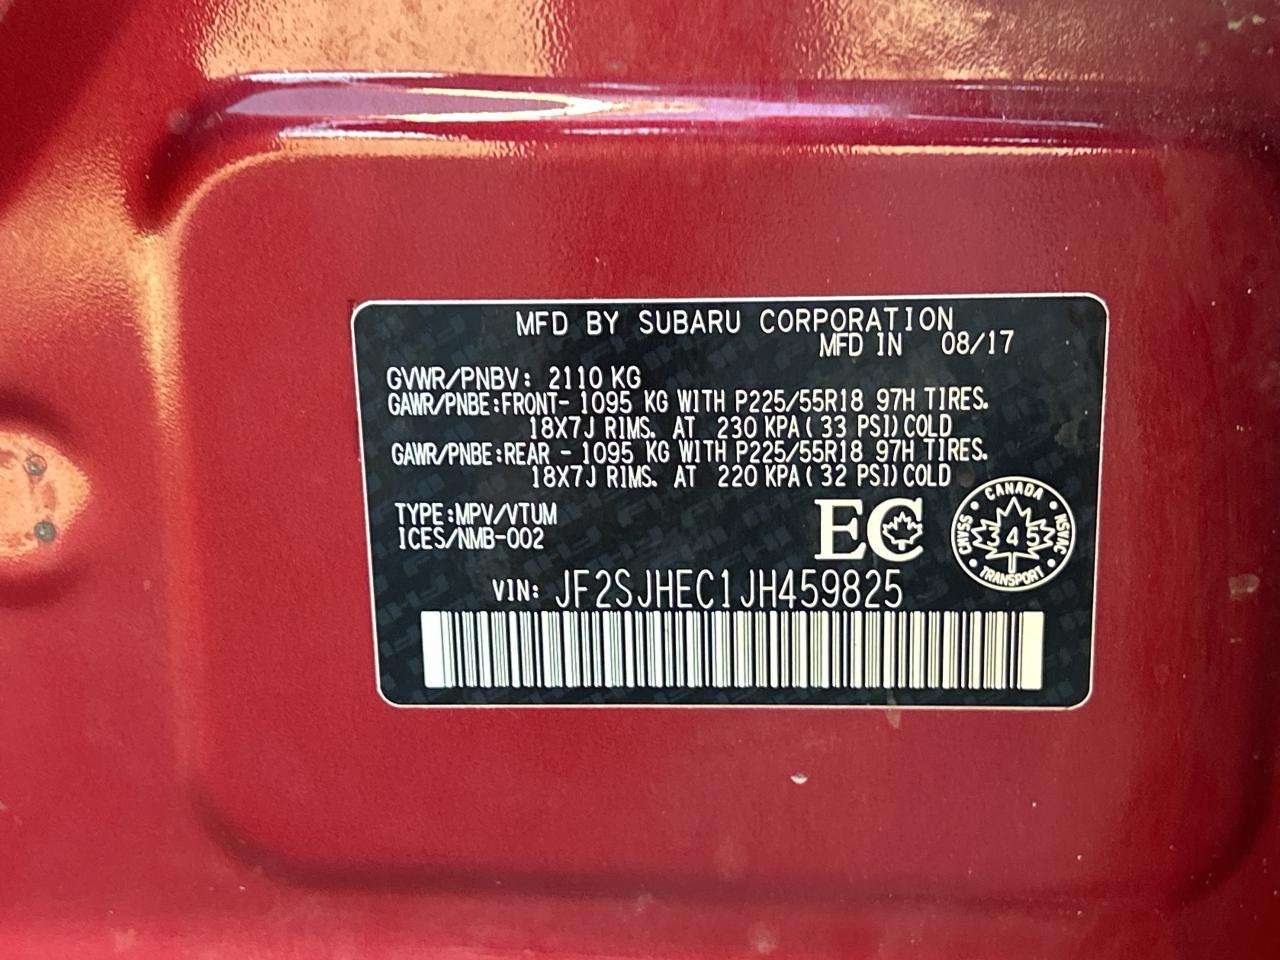 MFD BY SUBARU CORPORATION
MFD IN 08/17
GVWR/PNBV: 2110 KG
GAWR/PNBE:FRONT- 1095 KG WITH P225/55R18 97H TIRES.
18X7J RIMS. AT 230 KPA(33 PSI)COLD
GAWR/PNBE:REAR - 1095 KG WITH P225/55R18 97H TIRES.
18X7J RIMS. AT 220 KPA(32 PSI)COLD
TYPE:MPV/VTUM
ICES/NMB-002
EC
CANADA
CMVSS
345
NSVAC
TRANSPORT
VIN: JF2SJHEC1JH459825